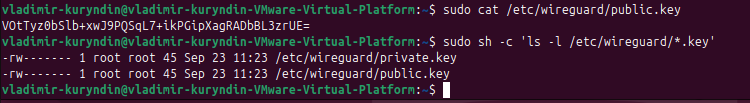 vladimir-kuryndin@vladimir-kuryndin-VMware-Virtual-Platform:~$ sudo cat /etc/wireguard/public.key
VOtTyz0bSlb+xwJ9PQSqL7+ikPGipXagRADbBL3zrUE=
vladimir-kuryndin@vladimir-kuryndin-VMware-Virtual-Platform:~$ sudo sh -c 'ls -l /etc/wireguard/*.key'
-rw------- 1 root root 45 Sep 23 11:23 /etc/wireguard/private.key
-rw------- 1 root root 45 Sep 23 11:23 /etc/wireguard/public.key
vladimir-kuryndin@vladimir-kuryndin-VMware-Virtual-Platform:~$